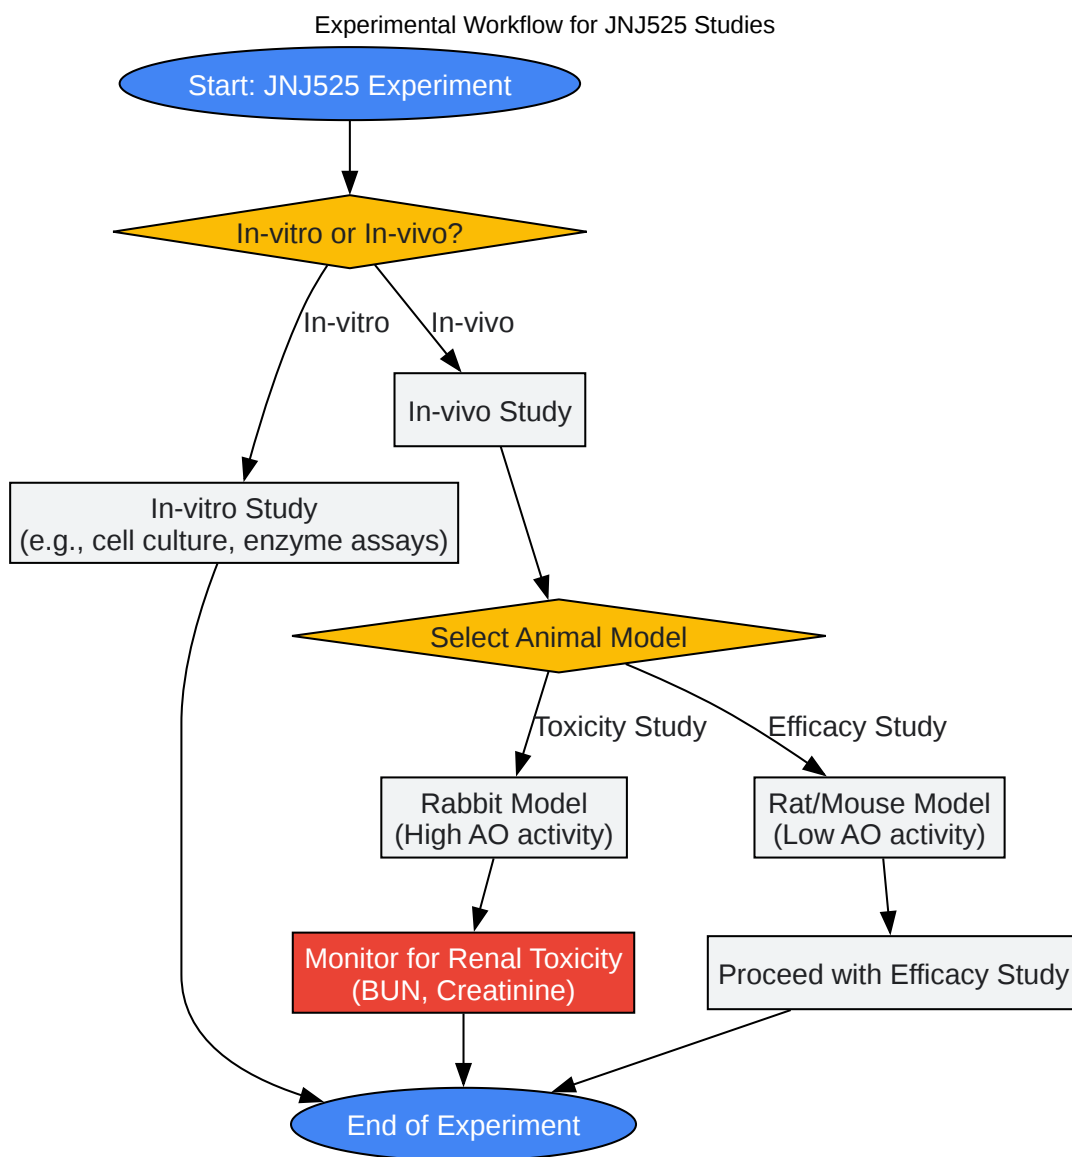 Experimental Workflow for JNJ525 Studies
Start: JNJ525 Experiment
In-vitro or In-vivo?
In-vitro
In-vivo
In-vivo Study
In-vitro Study
(e.g., cell culture, enzyme assays)
Select Animal Model
Toxicity Study
Efficacy Study
Rabbit Model
(High AO activity)
Rat/Mouse Model
(Low AO activity)
Monitor for Renal Toxicity
(BUN, Creatinine)
Proceed with Efficacy Study
End of Experiment